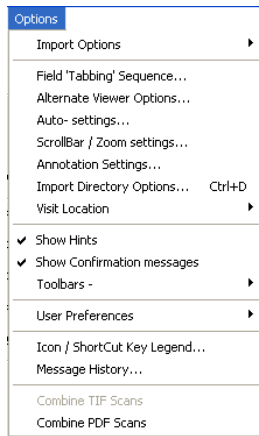 Options
Import Options
Field 'Tabbing' Sequence...
Alternate Viewer Options...
Auto- settings...
ScrollBar / Zoom settings...
Annotation Settings...
Import Directory Options... Ctrl+D
Visit Location
Show Hints
Show Confirmation messages
Toolbars -
User Preferences
Icon / ShortCut Key Legend...
Message History...
Combine TIF Scans
Combine PDF Scans